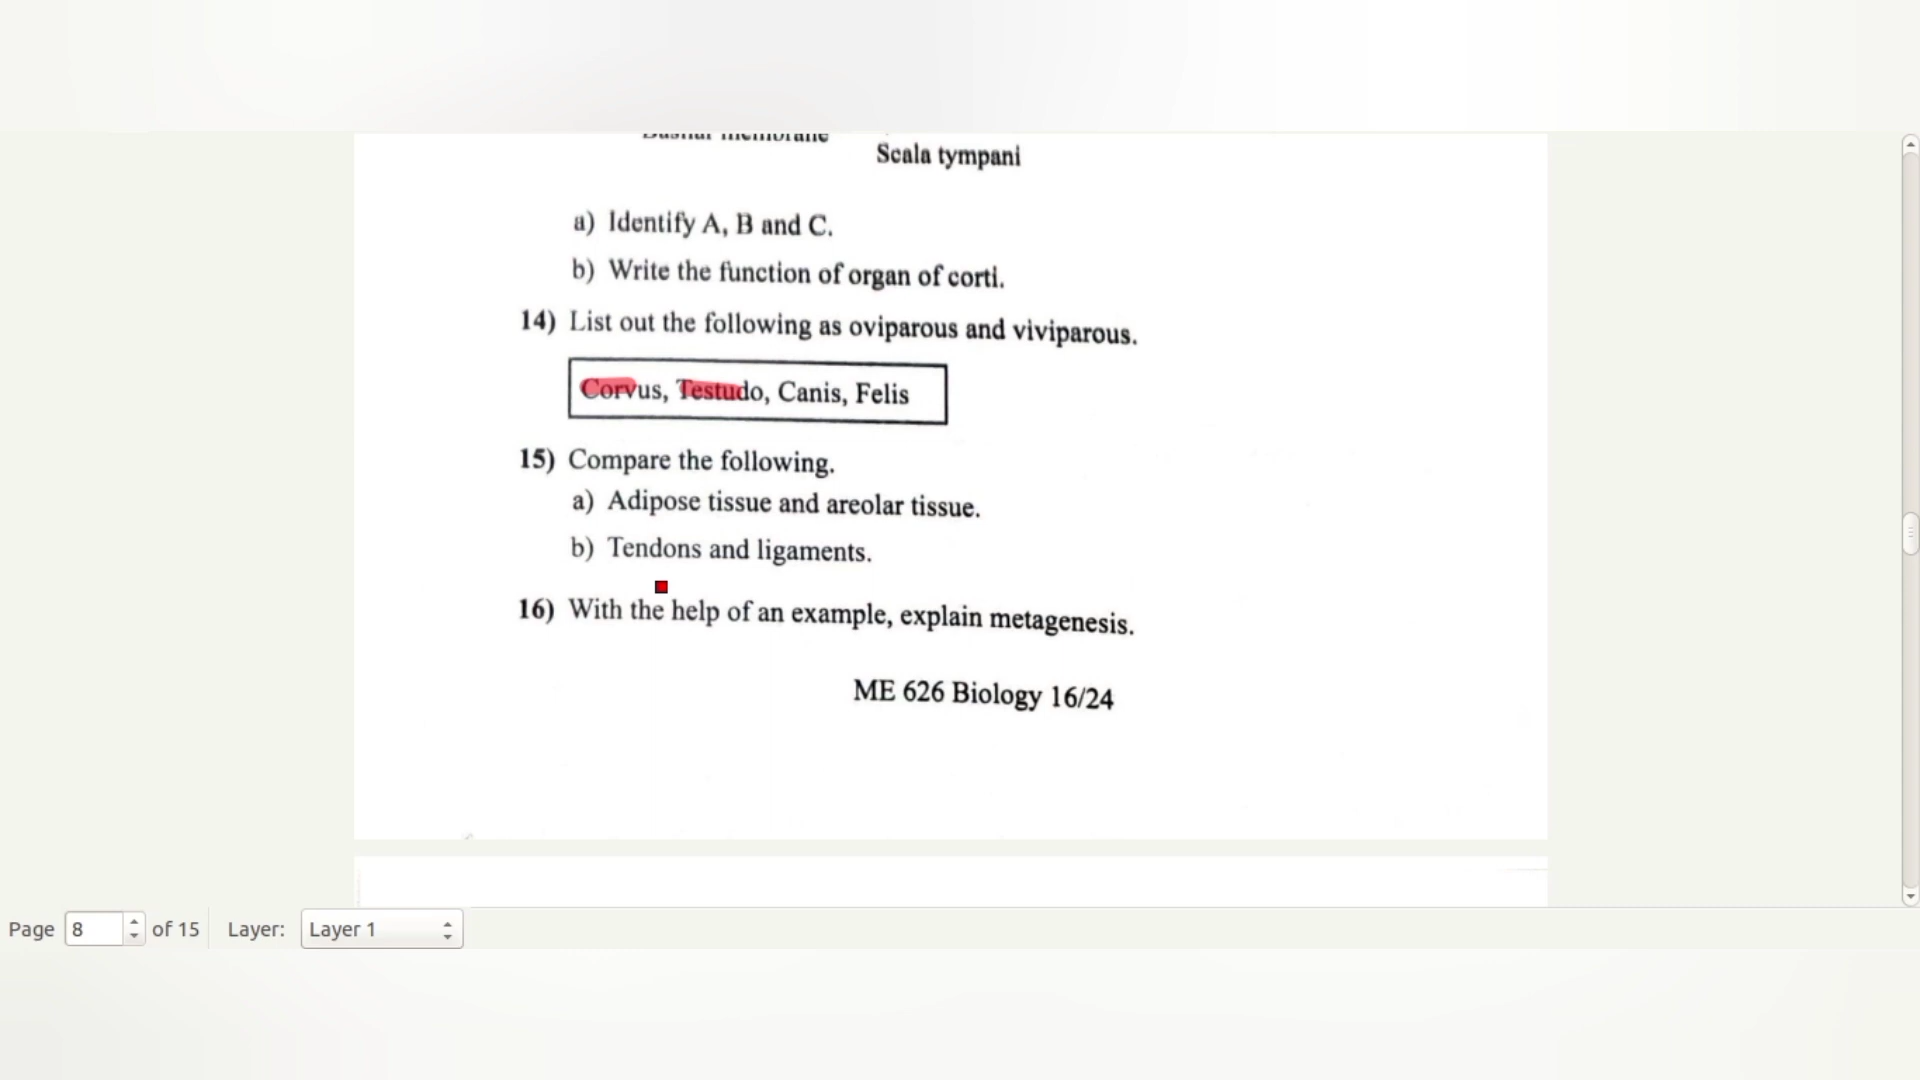 Scala tympani
a) Identify A, B and C.
b) Write the function of organ of corti.
14) List out the following as oviparous and viviparous.
Corvus, Testudo, Canis, Felis
15) Compare the following.
a) Adipose tissue and areolar tissue.
b) Tendons and ligaments.
16) With the help of an example, explain metagenesis.
ME 626 Biology 16/24
Page 8 of 15 Layer: Layer 1